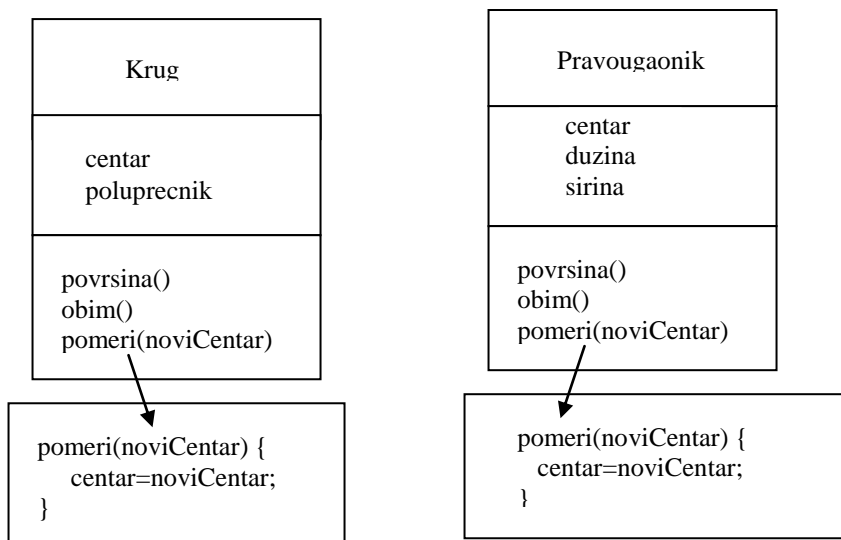 Krug
centar
poluprecnik
povrsina()
obim()
pomeri(noviCentar)
pomeri(noviCentar) {
centar=noviCentar;
}
Pravougaonik
centar
duzina
sirina
povrsina()
obim()
pomeri(noviCentar)
pomeri(noviCentar) {
centar=noviCentar;
}